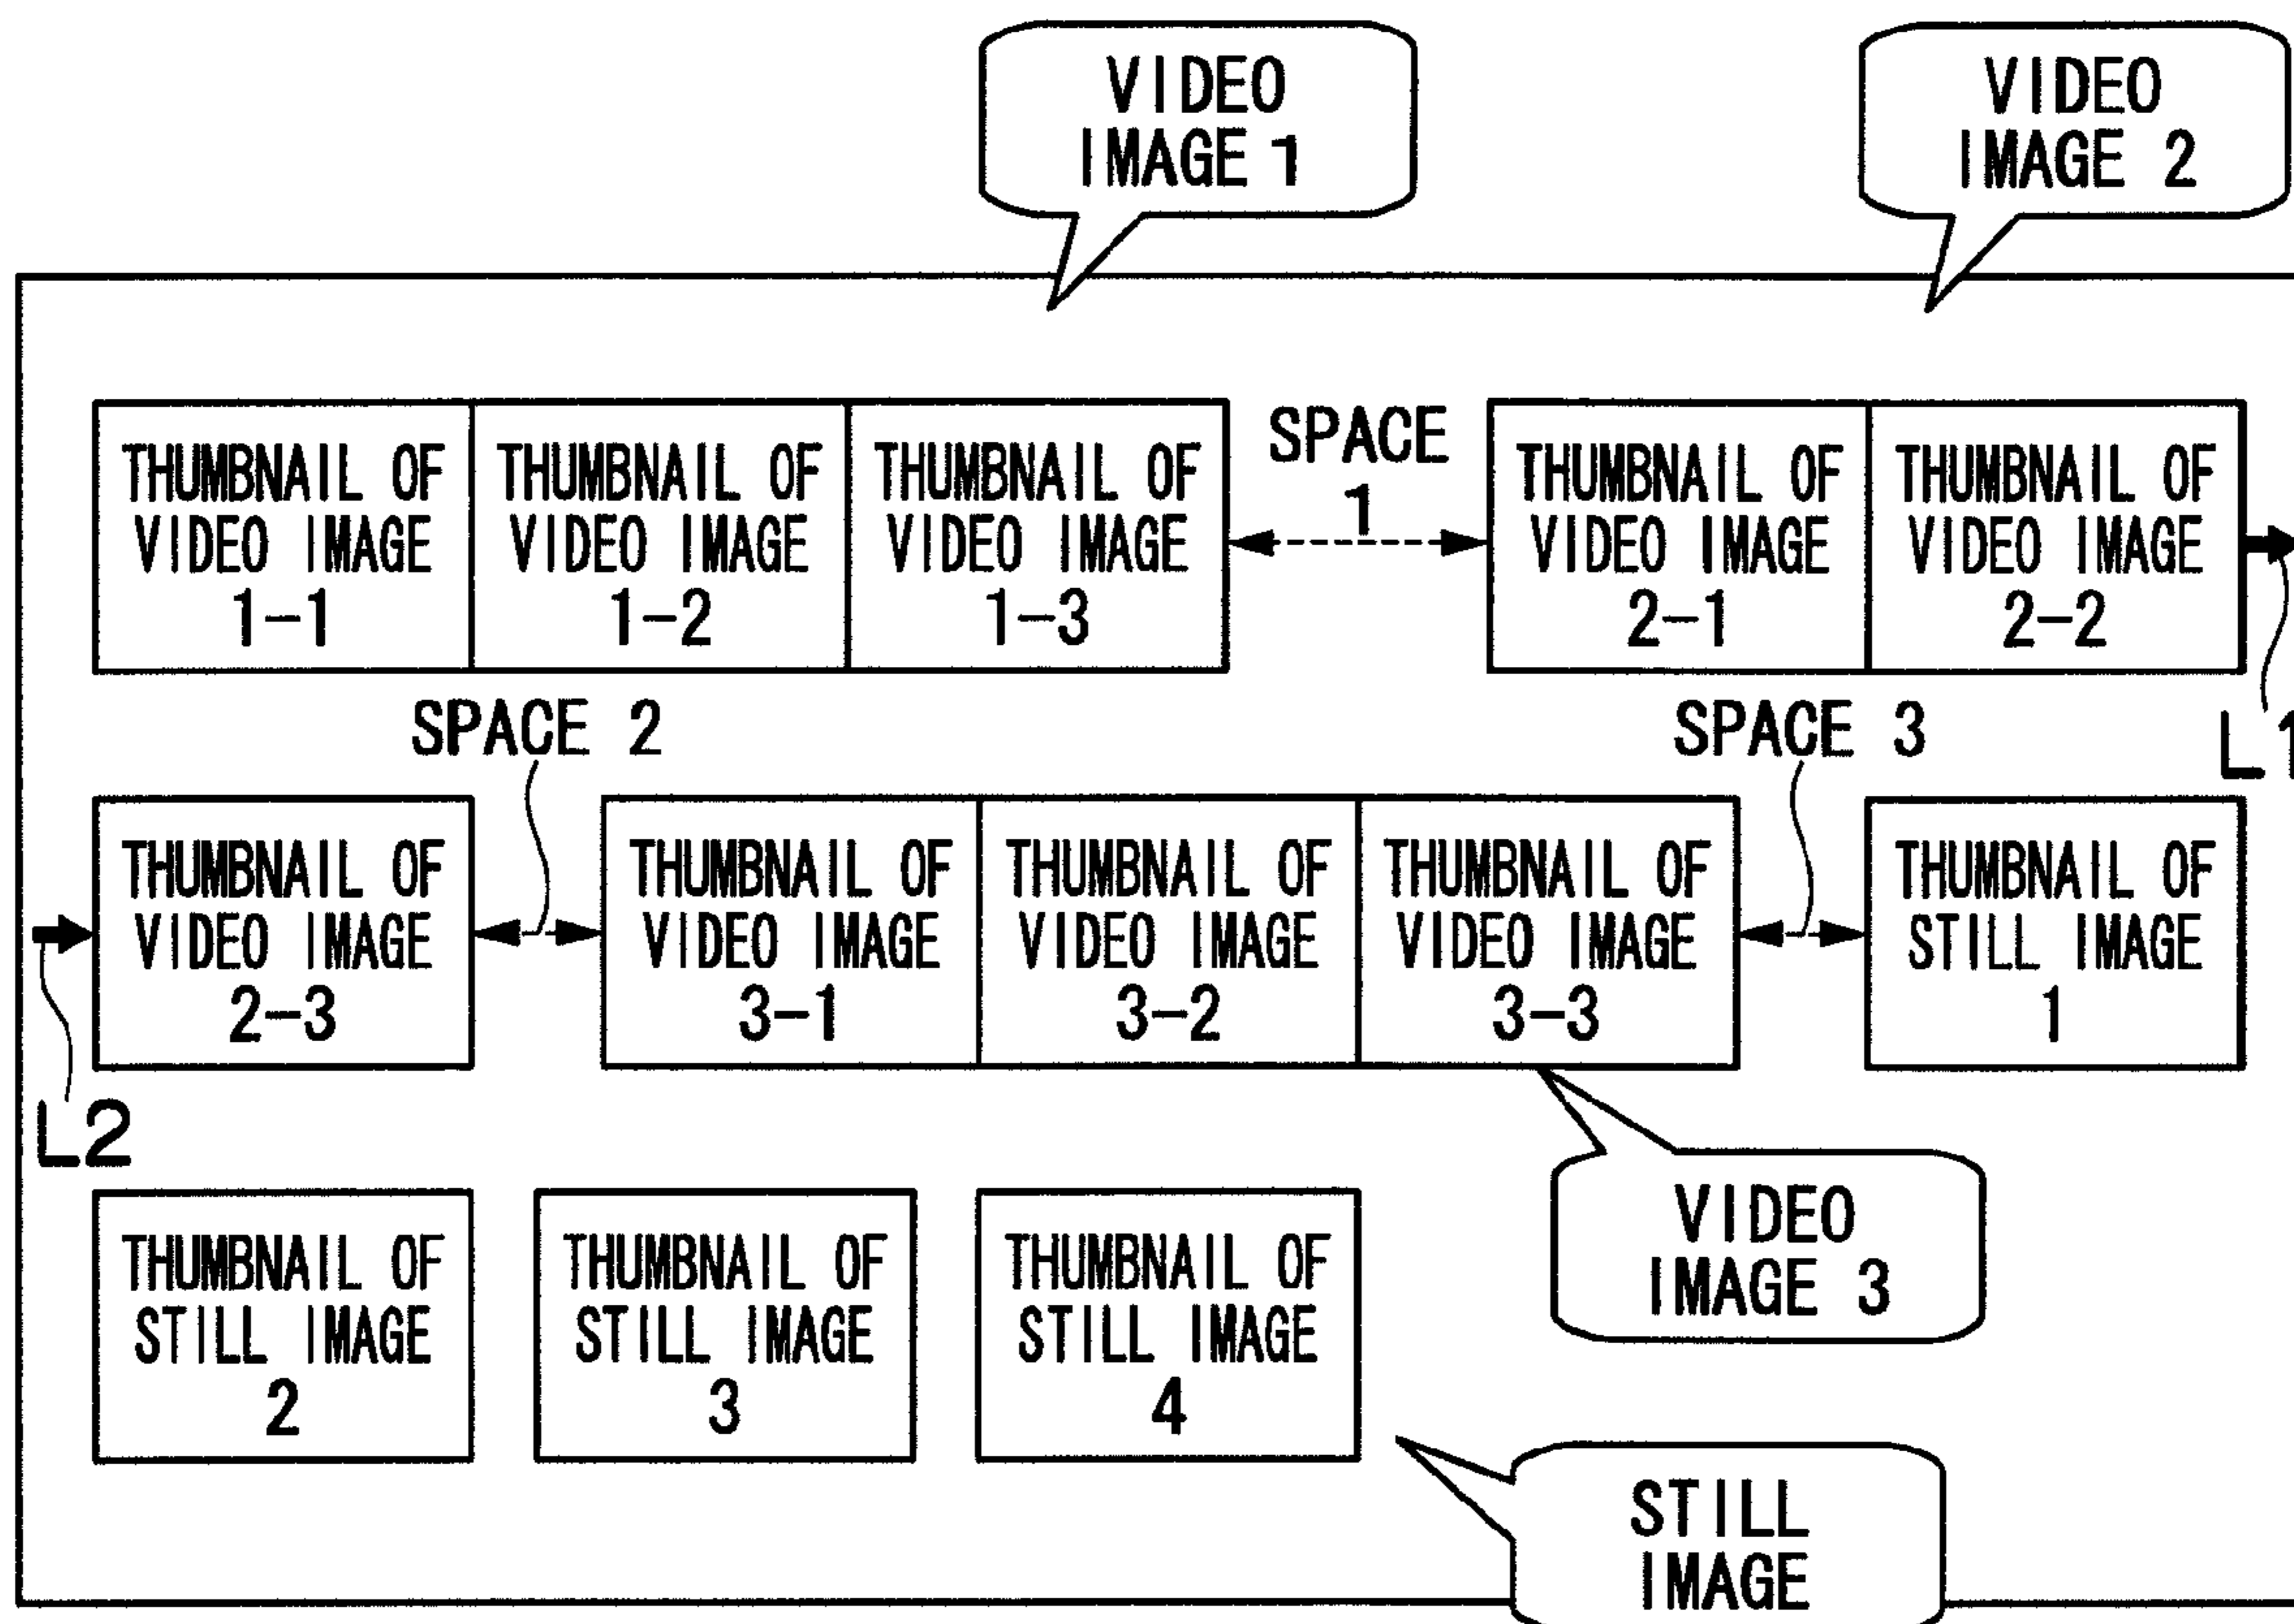 VIDEO
IMAGE 1
VIDEO
IMAGE 2
THUMBNAIL OF
VIDEO IMAGE
1-1
THUMBNAIL OF
VIDEO IMAGE
1-2
THUMBNAIL OF
VIDEO IMAGE
1-3
SPACE
1
THUMBNAIL OF
VIDEO IMAGE
2-1
THUMBNAIL OF
VIDEO IMAGE
2-2
L1
SPACE 2
SPACE 3
THUMBNAIL OF
VIDEO IMAGE
2-3
THUMBNAIL OF
VIDEO IMAGE
3-1
THUMBNAIL OF
VIDEO IMAGE
3-2
THUMBNAIL OF
VIDEO IMAGE
3-3
THUMBNAIL OF
STILL IMAGE
1
L2
VIDEO
IMAGE 3
THUMBNAIL OF
STILL IMAGE
2
THUMBNAIL OF
STILL IMAGE
3
THUMBNAIL OF
STILL IMAGE
4
STILL
IMAGE